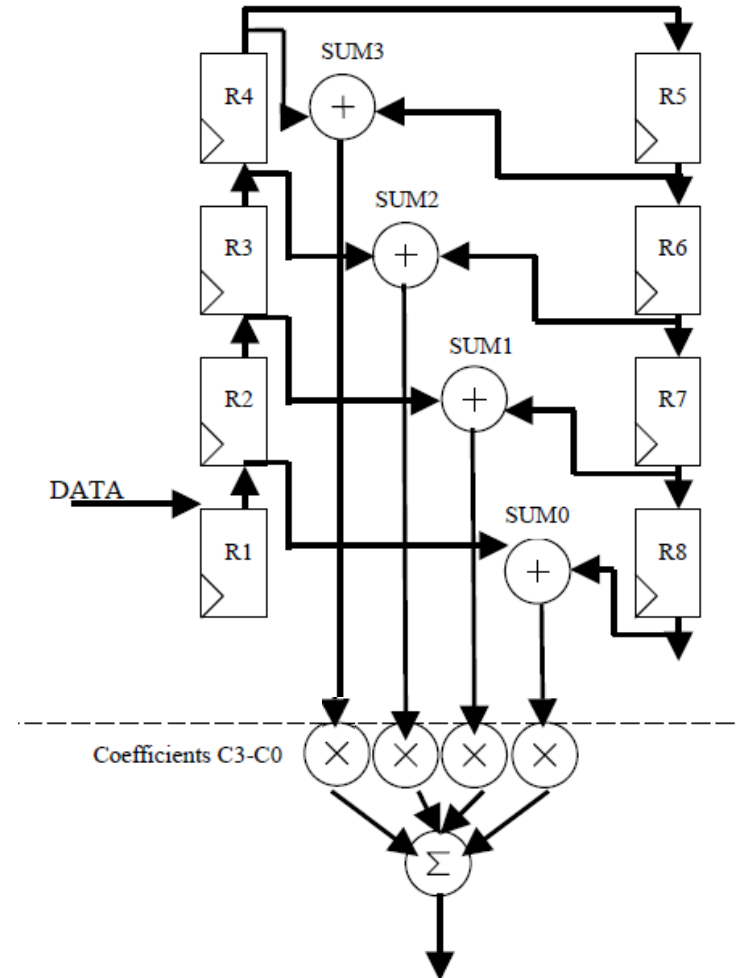 SUM3
R4
+
R5
SUM2
R3
+
R6
SUM1
R2
+
R7
DATA
SUM0
R1
+
R8
Coefficients C3-C0
× × × ×
Σ